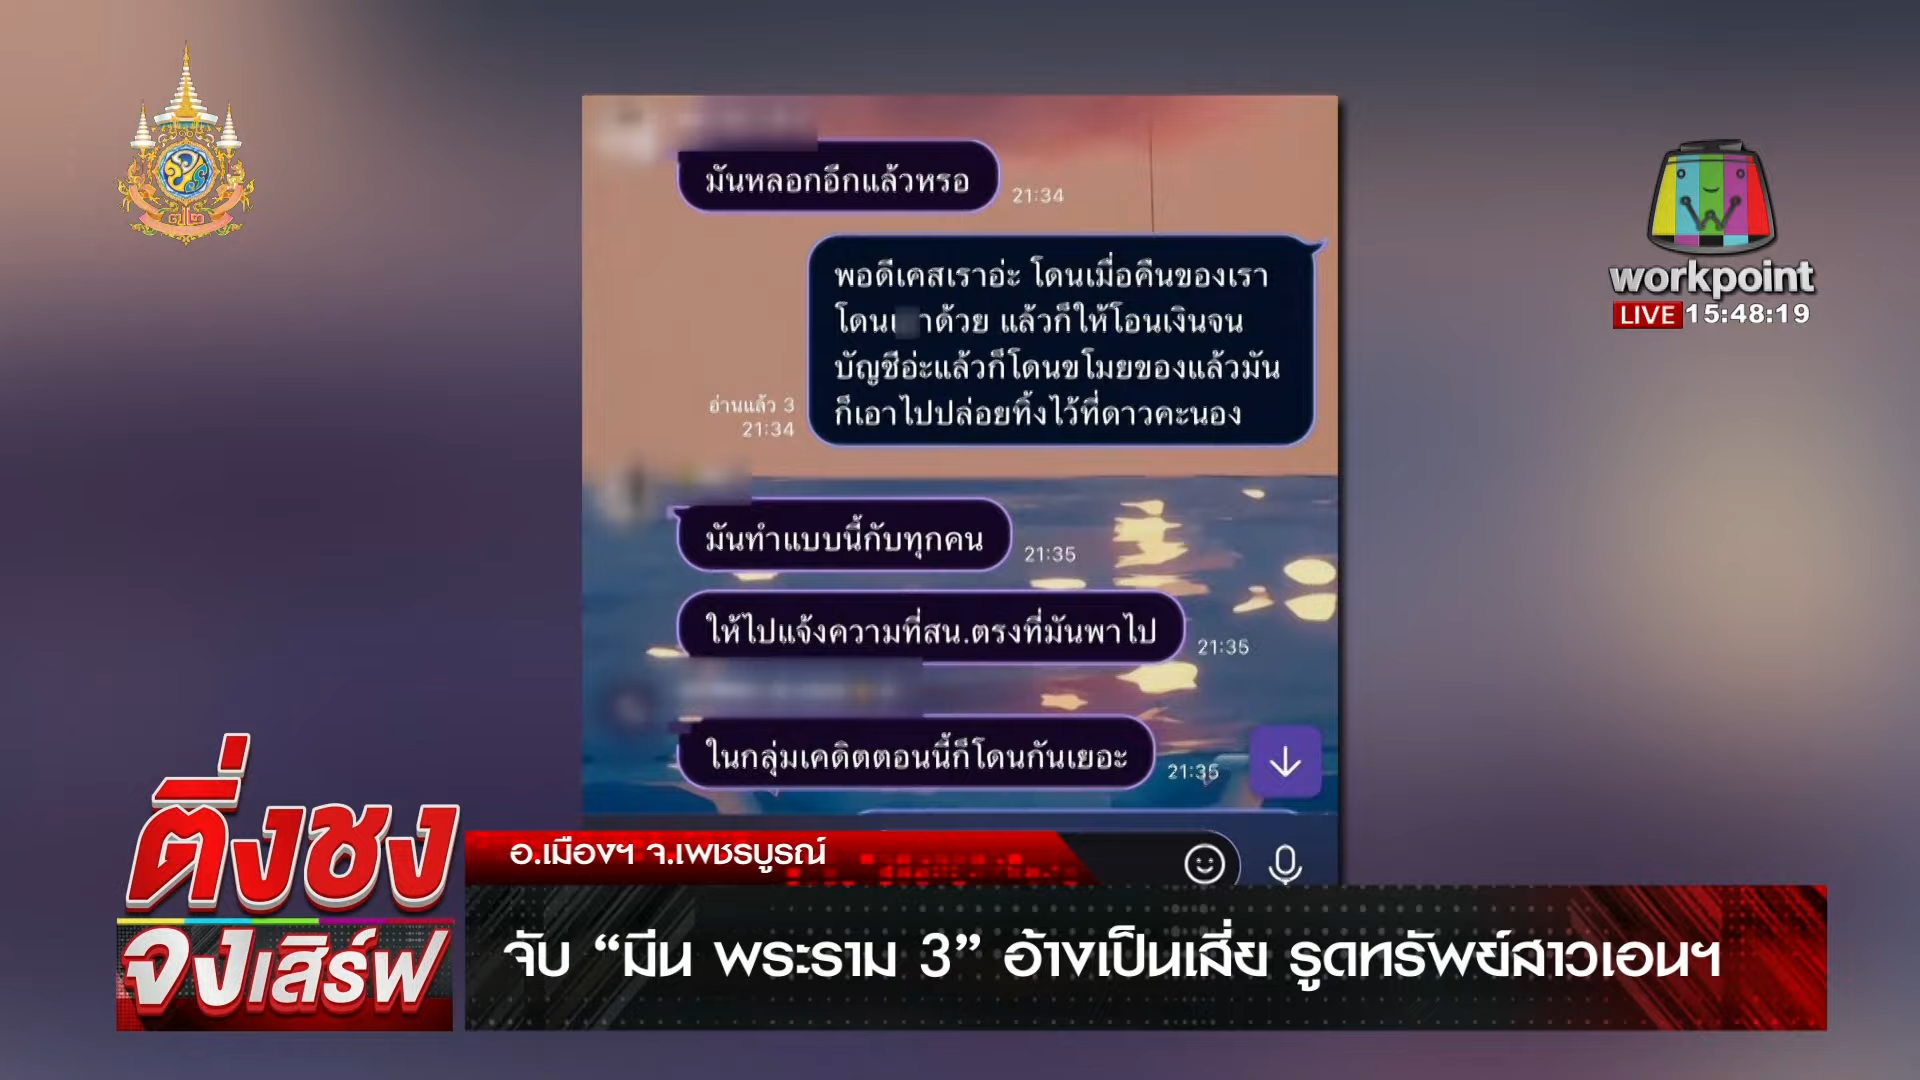 มันหลอกอีกแล้วหรอ
21:34
พอดีเคสเราอ่ะ โดนเมื่อคืนของเรา
โดนเ าด้วย แล้วก็ให้โอนเงินจน
บัญชีอ่ะแล้วก็โดนขโมยของแล้วมัน
ก็เอาไปปล่อยทิ้งไว้ที่ดาวคะนอง
อ่านแล้ว 3
21:34
มันทำแบบนี้กับทุกคน
21:35
ให้ไปแจ้งความที่สน.ตรงที่มันพาไป
21:35
ในกลุ่มเคดิตตอนนี้ก็โดนกันเยอะ
21:35
workpoint
LIVE 15:48:19
๗๒
ติ่งชง
จงเสิร์ฟ
อ.เมืองฯ จ.เพชรบูรณ์
จับ “มีน พระราม 3” อ้างเป็นเสี่ย รูดทรัพย์สาวเอนฯ